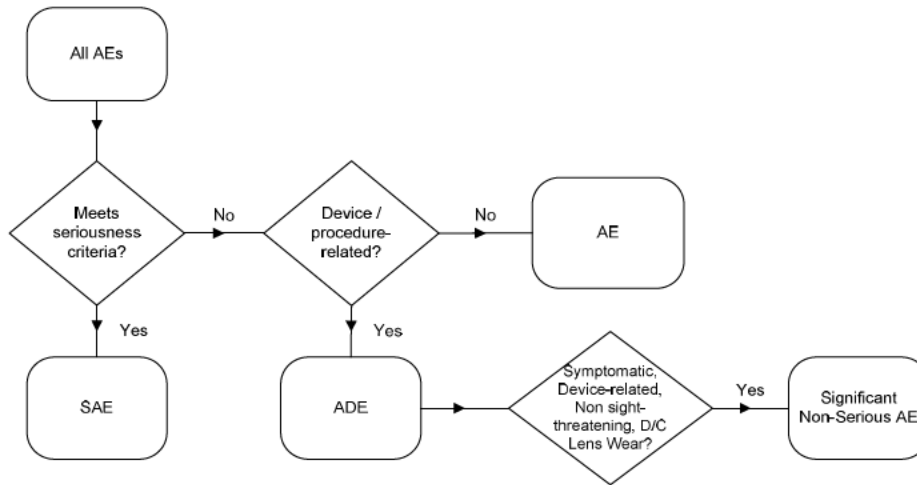 All AEs
Meets
seriousness
criteria?
No
Device /
procedure-
related?
No
AE
Yes
SAE
Yes
ADE
Symptomatic,
Device-related,
Non sight-
threatening, D/C
Lens Wear?
Yes
Significant
Non-Serious AE